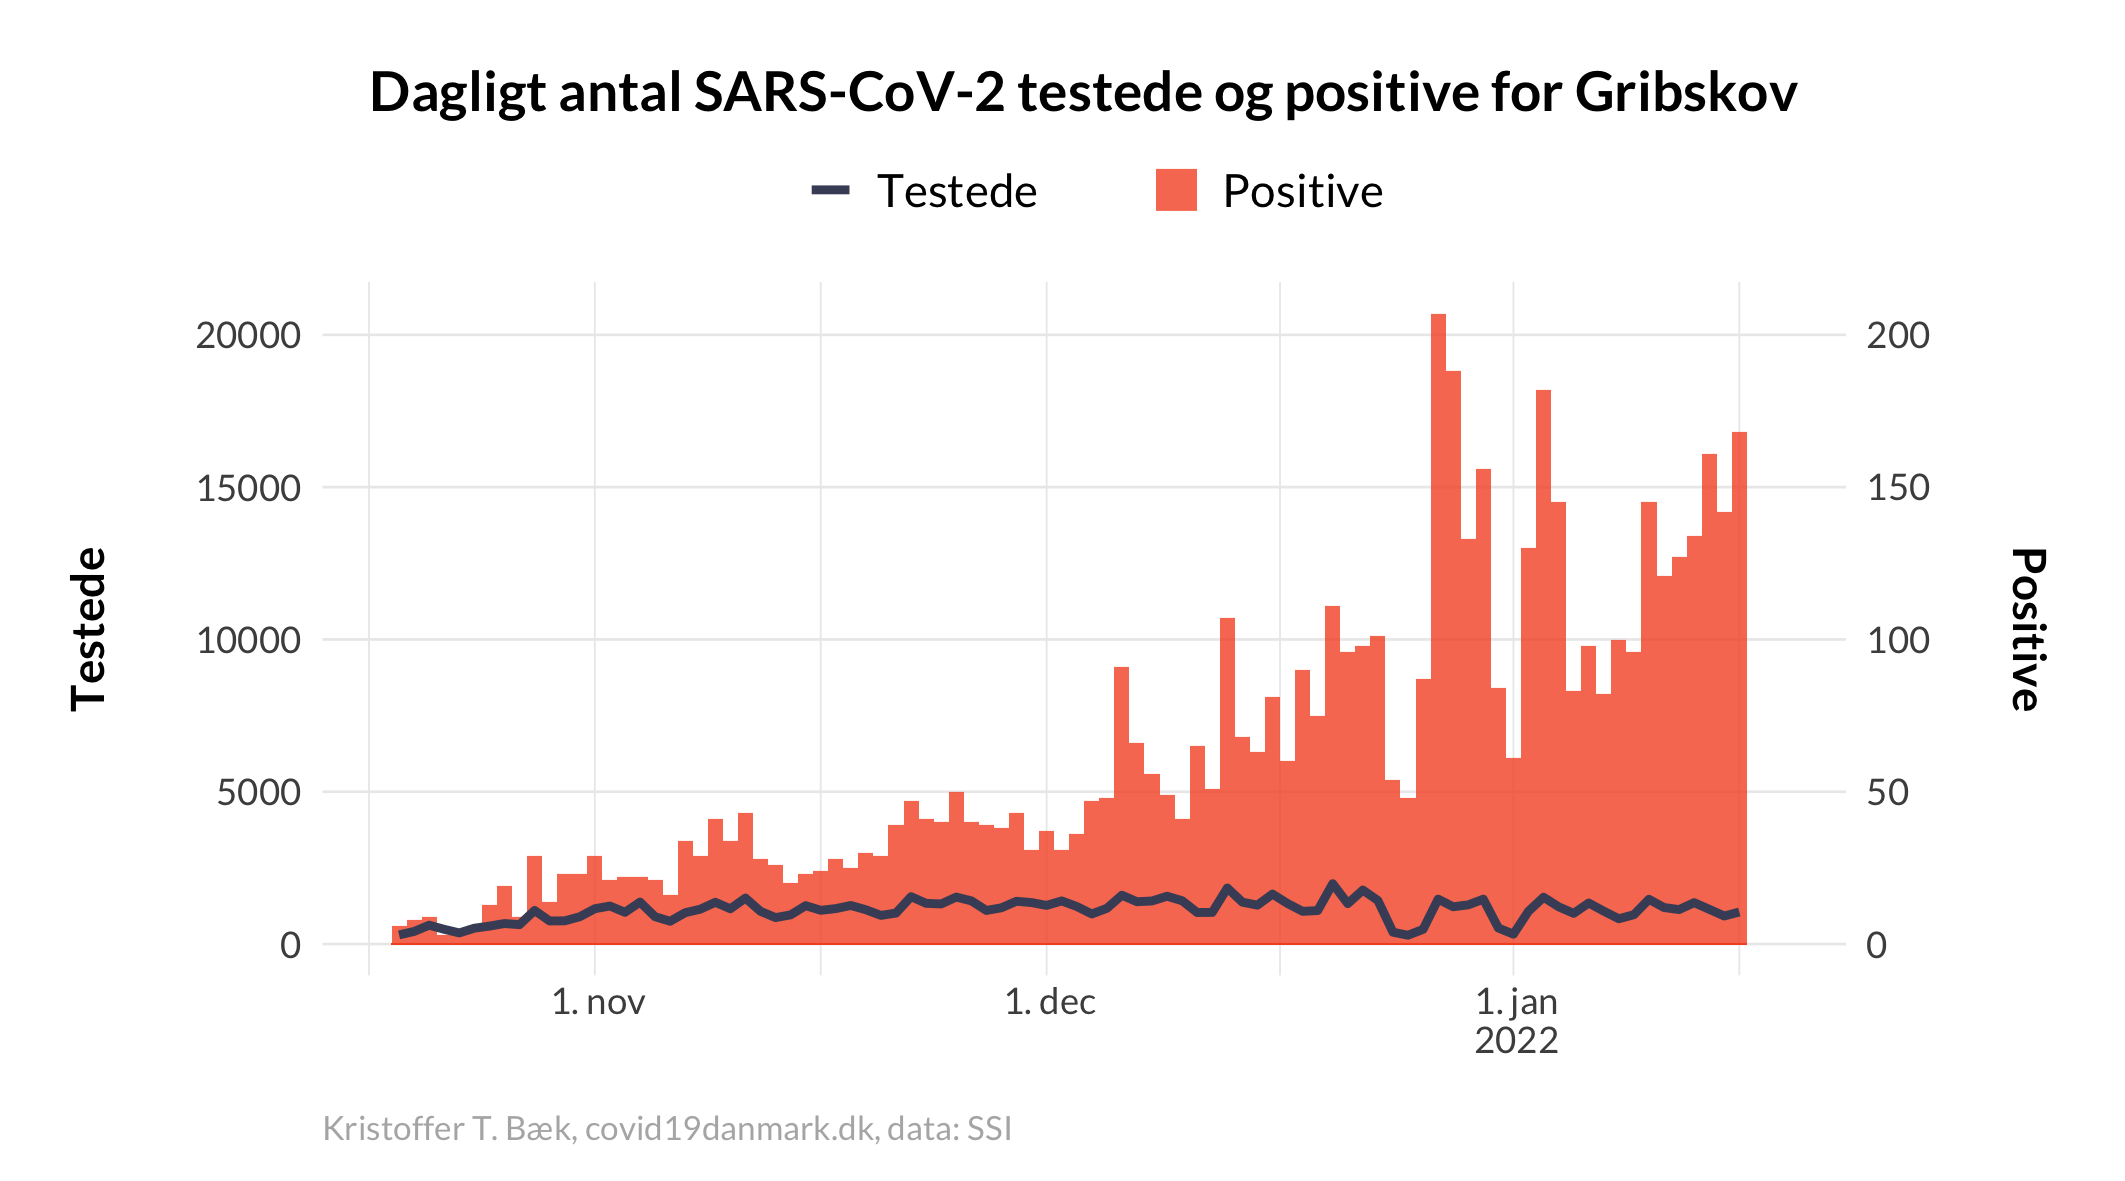 Dagligt antal SARS-CoV-2 testede og positive for Gribskov
Testede
Positive
20000
15000
10000
5000
0
Testede
200
150
100
50
0
Positive
1. nov
1. dec
1. jan
2022
Kristoffer T. Bæk, covid19danmark.dk, data: SSI